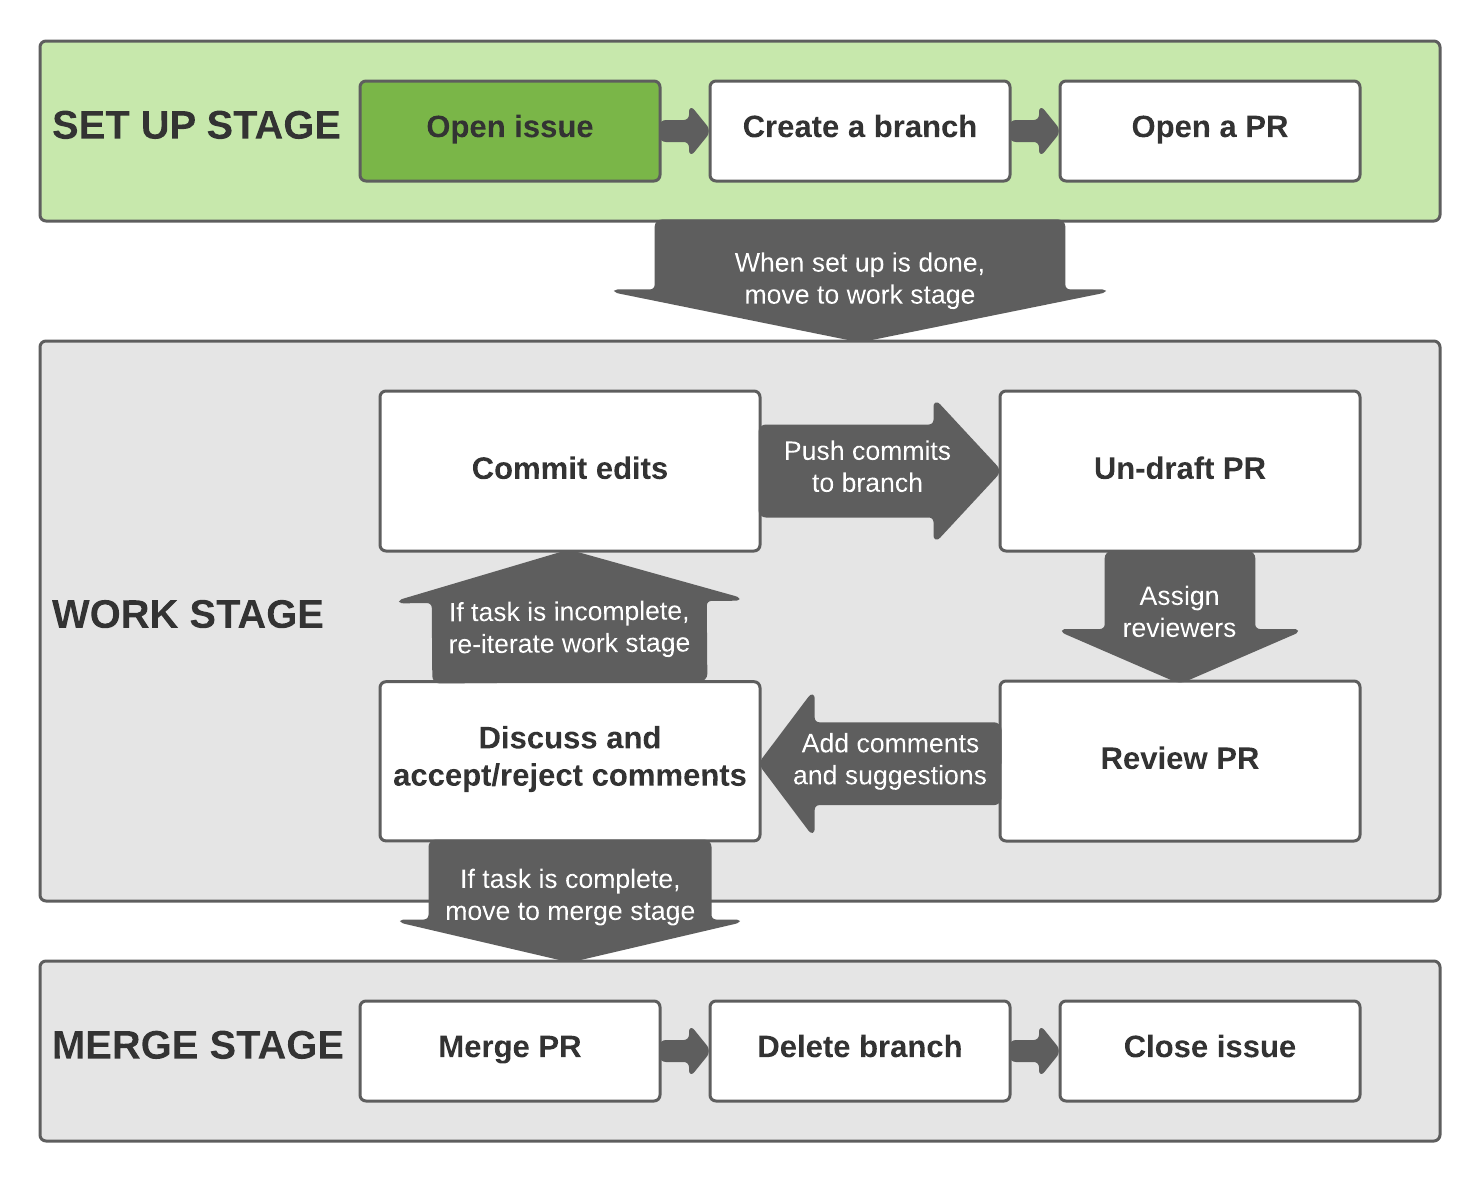 SET UP STAGE
Open issue
Create a branch
Open a PR
When set up is done,
move to work stage
WORK STAGE
Commit edits
Push commits
to branch
Un-draft PR
Assign
reviewers
Review PR
Add comments
and suggestions
Discuss and
accept/reject comments
If task is incomplete,
re-iterate work stage
If task is complete,
move to merge stage
MERGE STAGE
Merge PR
Delete branch
Close issue